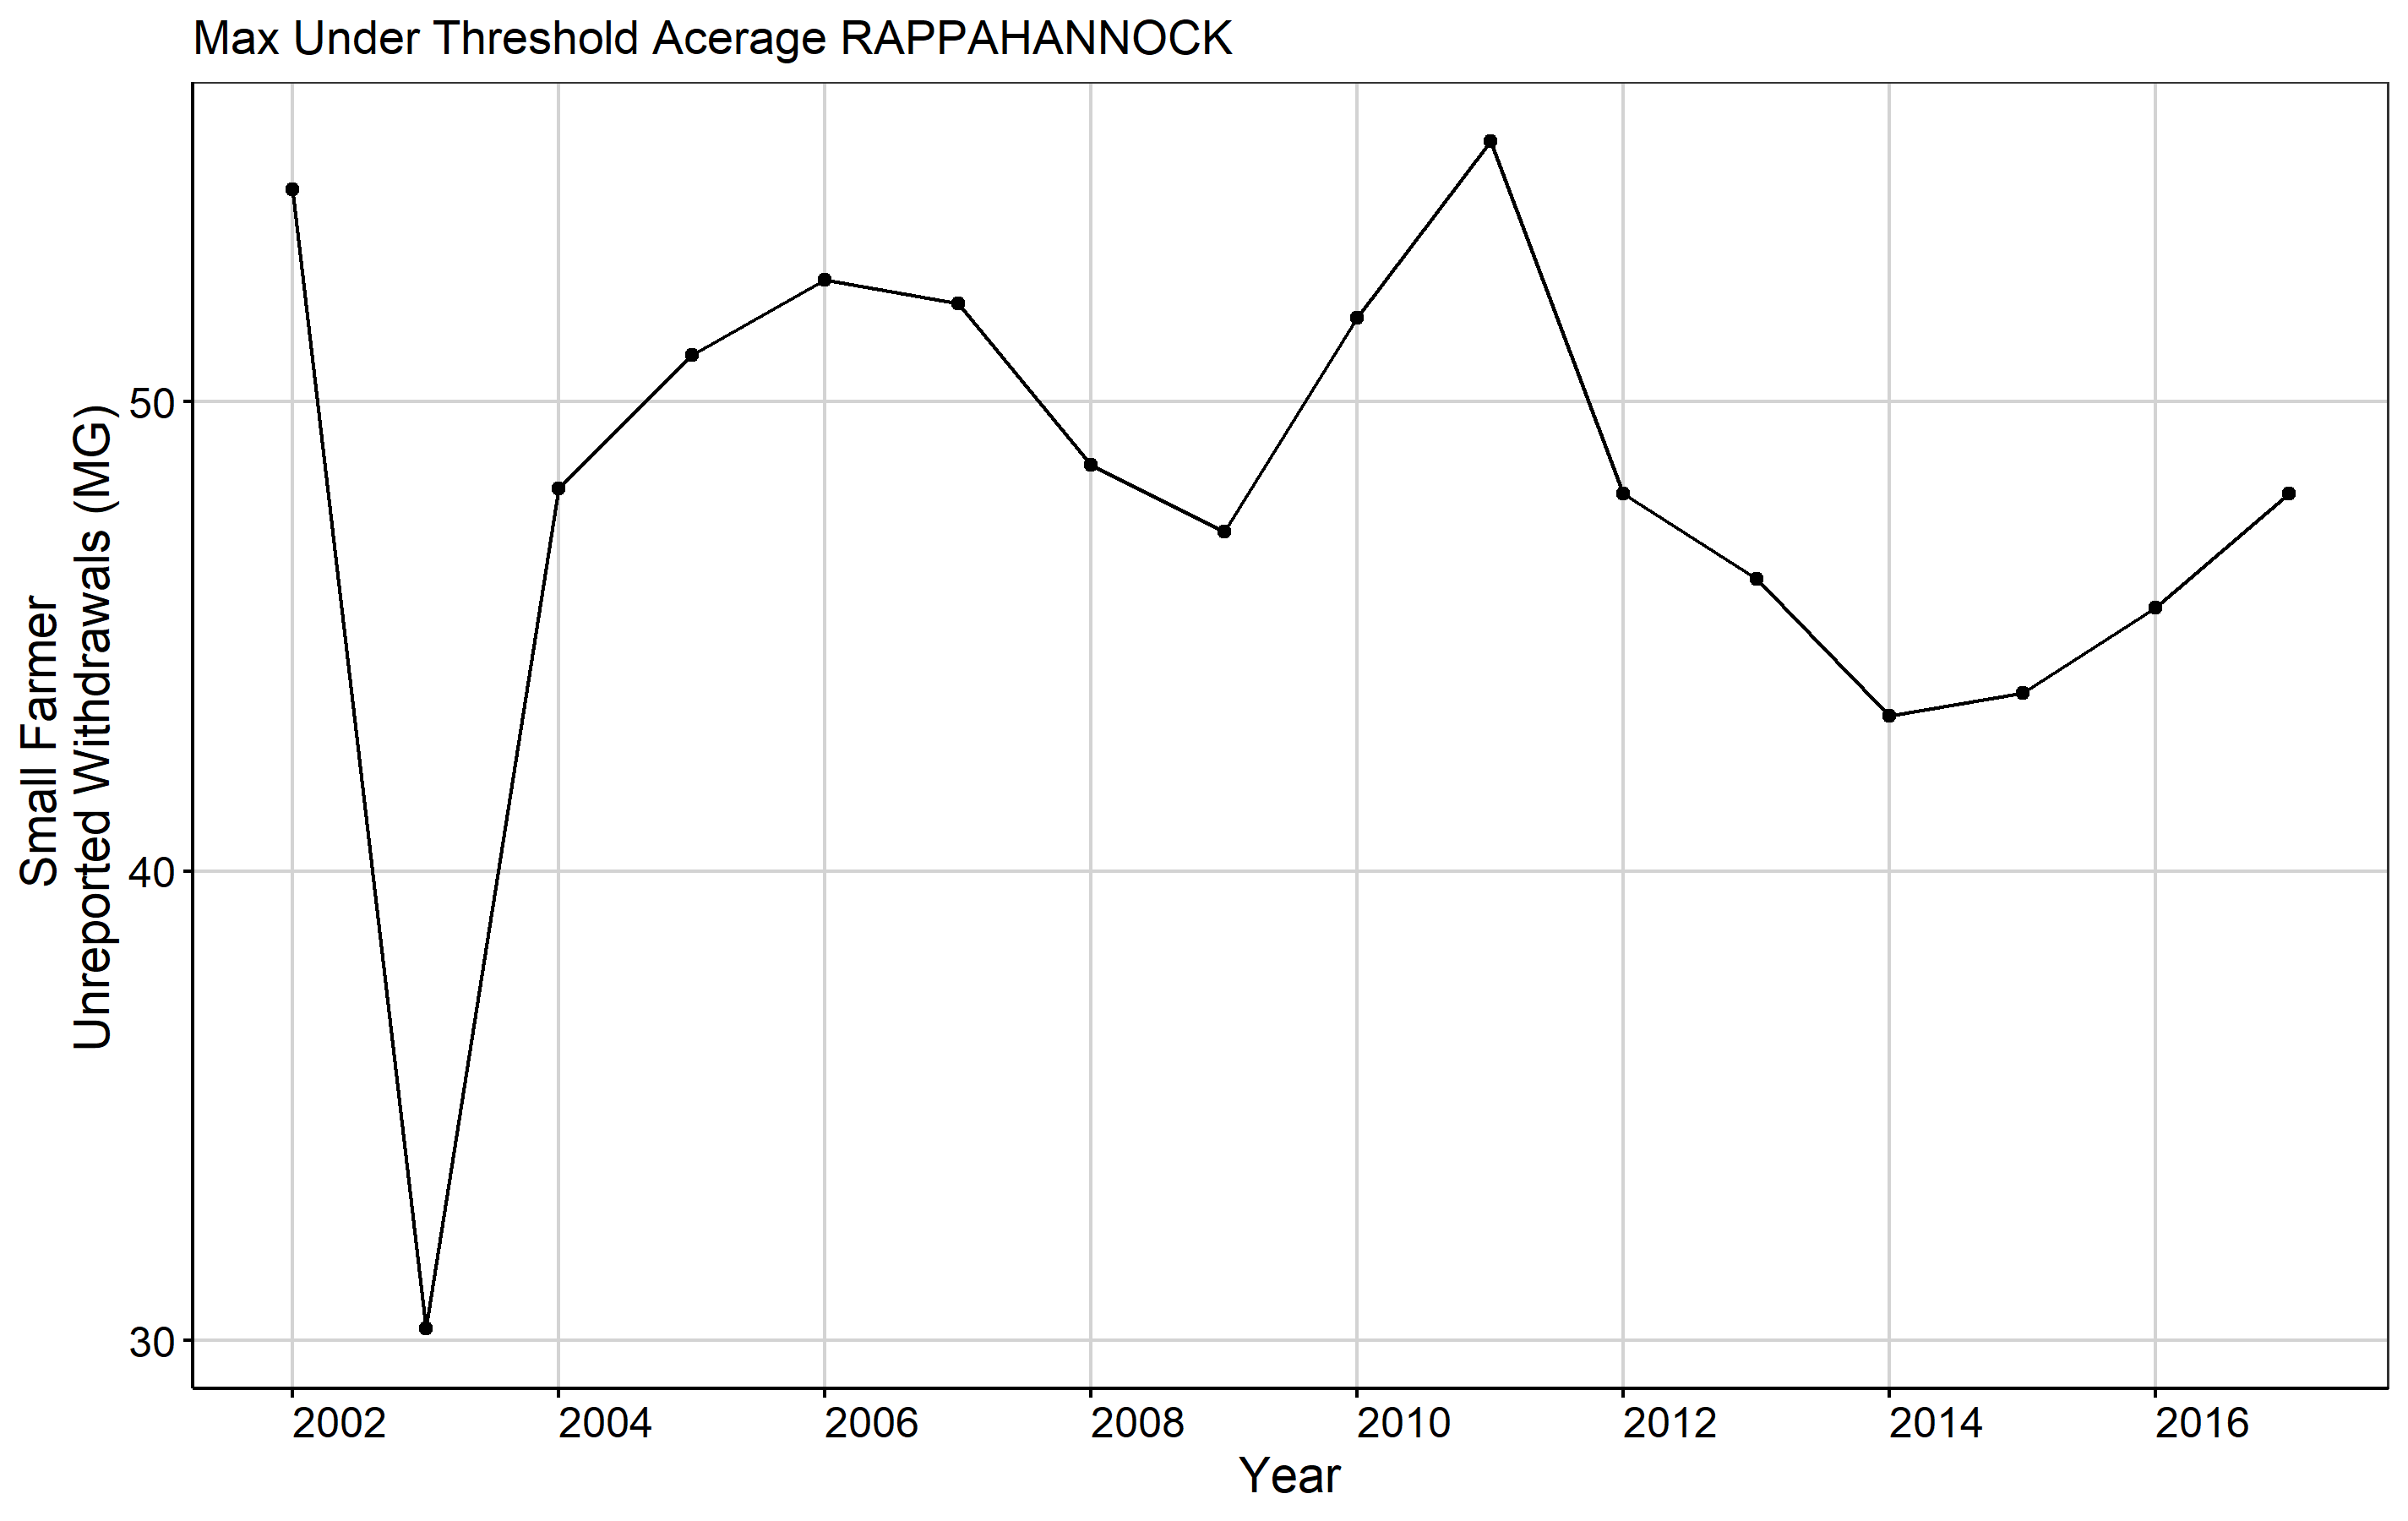 Max Under Threshold Acerage RAPPAHANNOCK
Small Farmer
Unreported Withdrawals (MG)
50
40
30
2002 2004 2006 2008 2010 2012 2014 2016
Year